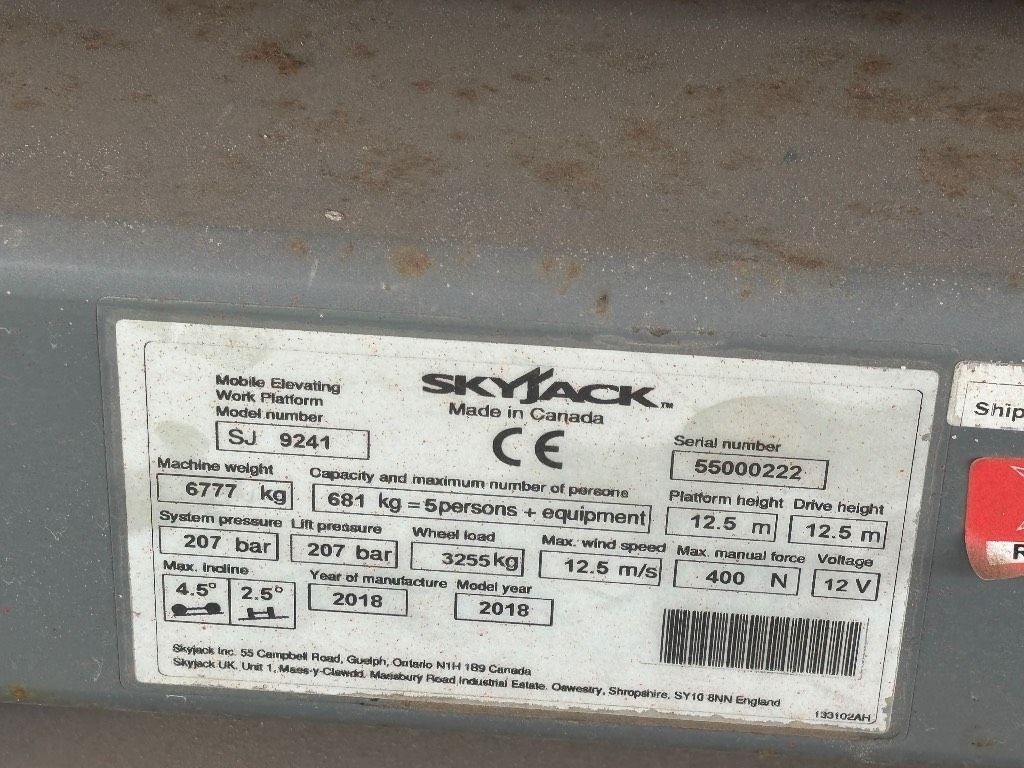 SKYJACK™
Made in Canada
CE
Mobile Elevating
Work Platform
Model number
SJ 9241
Serial number
55000222
Machine weight
6777 kg
Capacity and maximum number of persons
681 kg = 5persons + equipment
Platform height
12.5 m
Drive height
12.5 m
System pressure
207 bar
Lift pressure
207 bar
Wheel load
3255kg
Max. wind speed
12.5 m/s
Max. manual force
400 N
Voltage
12 V
Max. incline
4.5° 2.5°
Year of manufacture
2018
Model year
2018
Skyjack Inc. 55 Campbell Road, Guelph, Ontario N1H 1B9 Canada
Skyjack UK, Unit 1, Maes-y-Clawdd, Maesbury Road Industrial Estate. Oswestry, Shropshire, SY10 8NN England
133102AH
Ship
R